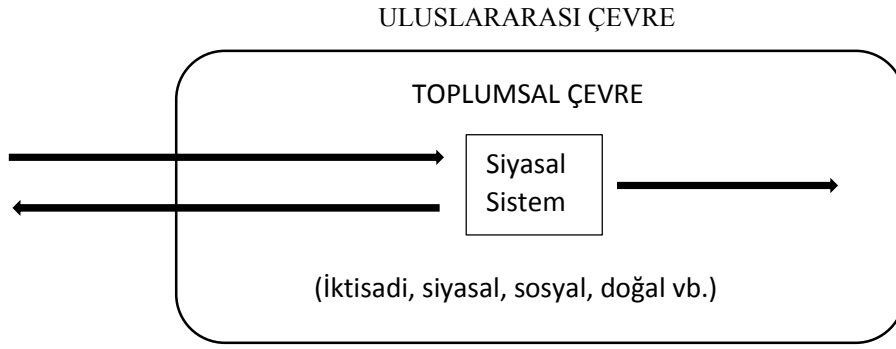 ULUSLARARASI ÇEVRE
TOPLUMSAL ÇEVRE
Siyasal
Sistem
(İktisadi, siyasal, sosyal, doğal vb.)